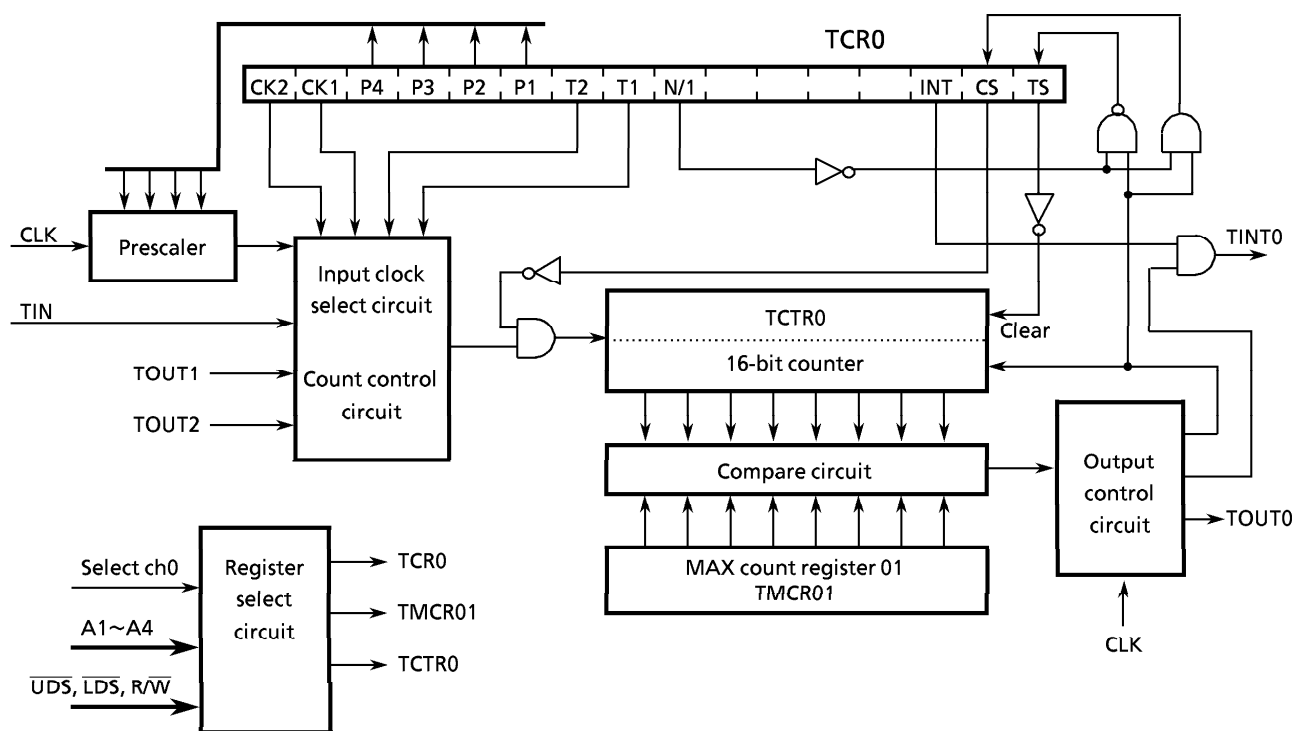 TCR0
CK2 CK1 P4 P3 P2 P1 T2 T1 N/1 INT CS TS
CLK
Prescaler
TIN
TOUT1
TOUT2
Input clock
select circuit
Count control
circuit
TINT0
TCTR0
Clear
16-bit counter
Compare circuit
MAX count register 01
TMCR01
Output
control
circuit
TOUT0
CLK
Select ch0
A1~A4
U̅D̅S̅, L̅D̅S̅, R/W̅
Register
select
circuit
TCR0
TMCR01
TCTR0